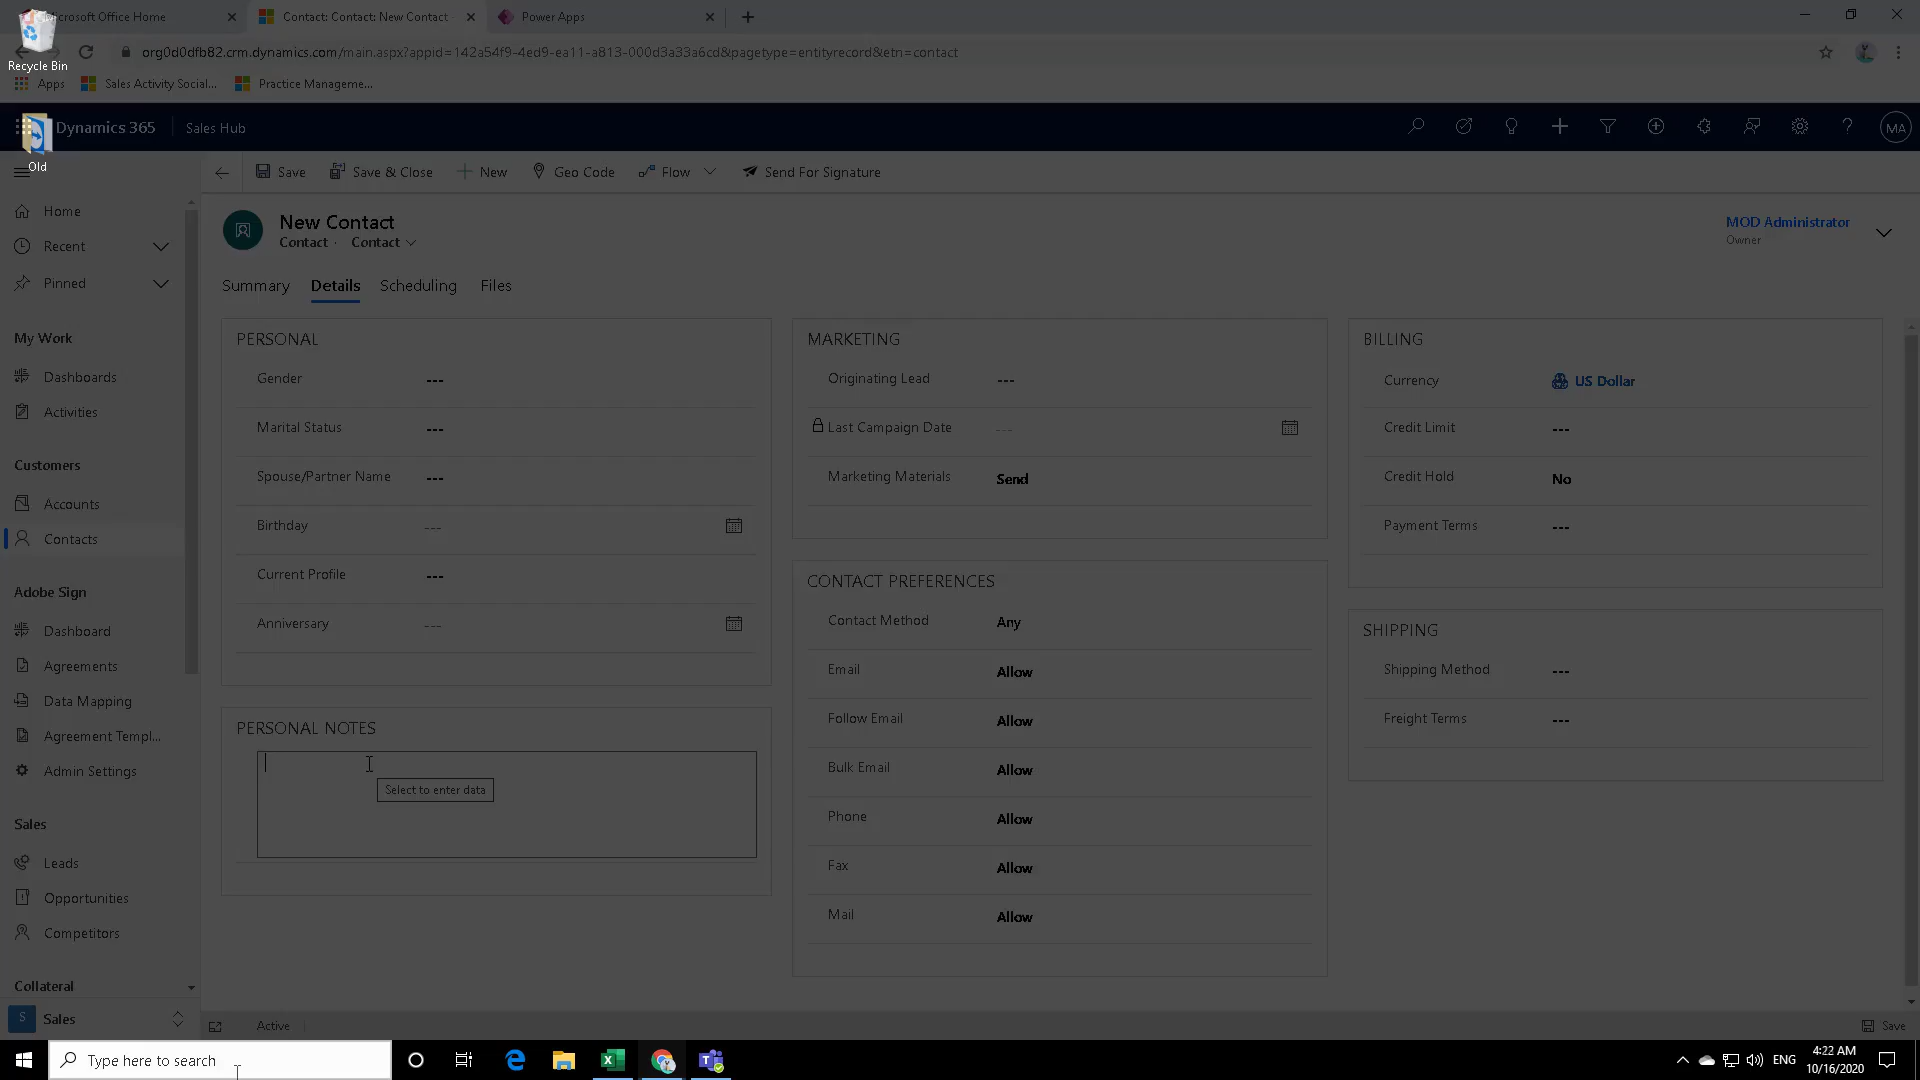 Microsoft Office Home
Contact: Contact: New Contact
Power Apps
Recycle Bin
org0d0dfb82.crm.dynamics.com/main.aspx?appid=142a54f9-4ed9-ea11-a813-000d3a33a6cd&pagetype=entityrecord&etn=contact
Apps
Sales Activity Social...
Practice Manageme...
Dynamics 365
Sales Hub
MA
Old
Save
Save & Close
New
Geo Code
Flow
Send For Signature
Home
Recent
Pinned
My Work
Dashboards
Activities
Customers
Accounts
Contacts
Adobe Sign
Dashboard
Agreements
Data Mapping
Agreement Templ...
Admin Settings
Sales
Leads
Opportunities
Competitors
Collateral
S
Sales
New Contact
Contact · Contact
MOD Administrator
Owner
Summary
Details
Scheduling
Files
PERSONAL
Gender ---
Marital Status ---
Spouse/Partner Name ---
Birthday ---
Current Profile ---
Anniversary ---
PERSONAL NOTES
Select to enter data
MARKETING
Originating Lead ---
Last Campaign Date ---
Marketing Materials Send
CONTACT PREFERENCES
Contact Method Any
Email Allow
Follow Email Allow
Bulk Email Allow
Phone Allow
Fax Allow
Mail Allow
BILLING
Currency US Dollar
Credit Limit ---
Credit Hold No
Payment Terms ---
SHIPPING
Shipping Method ---
Freight Terms ---
Active
Save
Type here to search
ENG
4:22 AM
10/16/2020